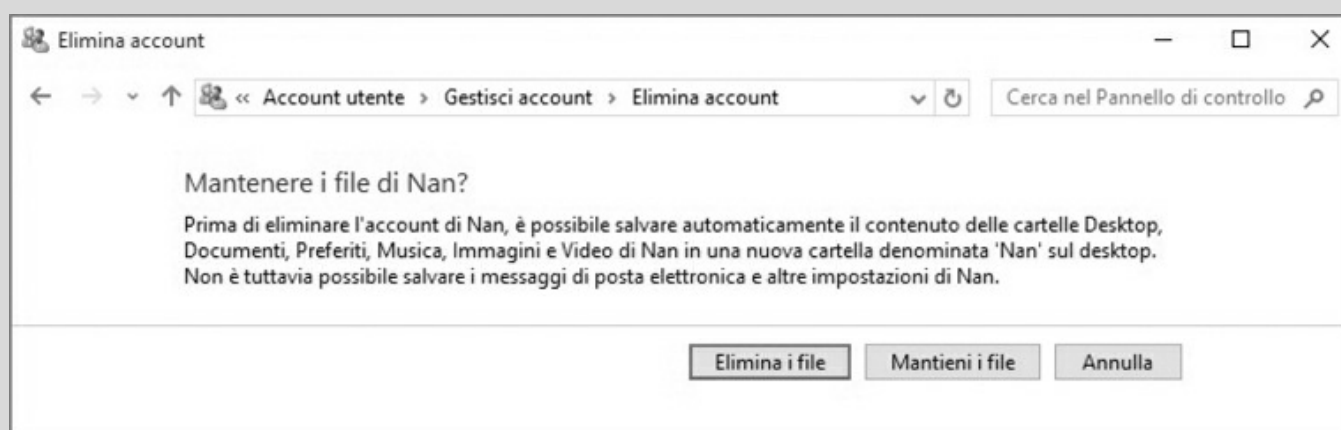 Elimina account
« Account utente > Gestisci account > Elimina account
Cerca nel Pannello di controllo
Mantenere i file di Nan?
Prima di eliminare l'account di Nan, è possibile salvare automaticamente il contenuto delle cartelle Desktop,
Documenti, Preferiti, Musica, Immagini e Video di Nan in una nuova cartella denominata 'Nan' sul desktop.
Non è tuttavia possibile salvare i messaggi di posta elettronica e altre impostazioni di Nan.
Elimina i file
Mantieni i file
Annulla